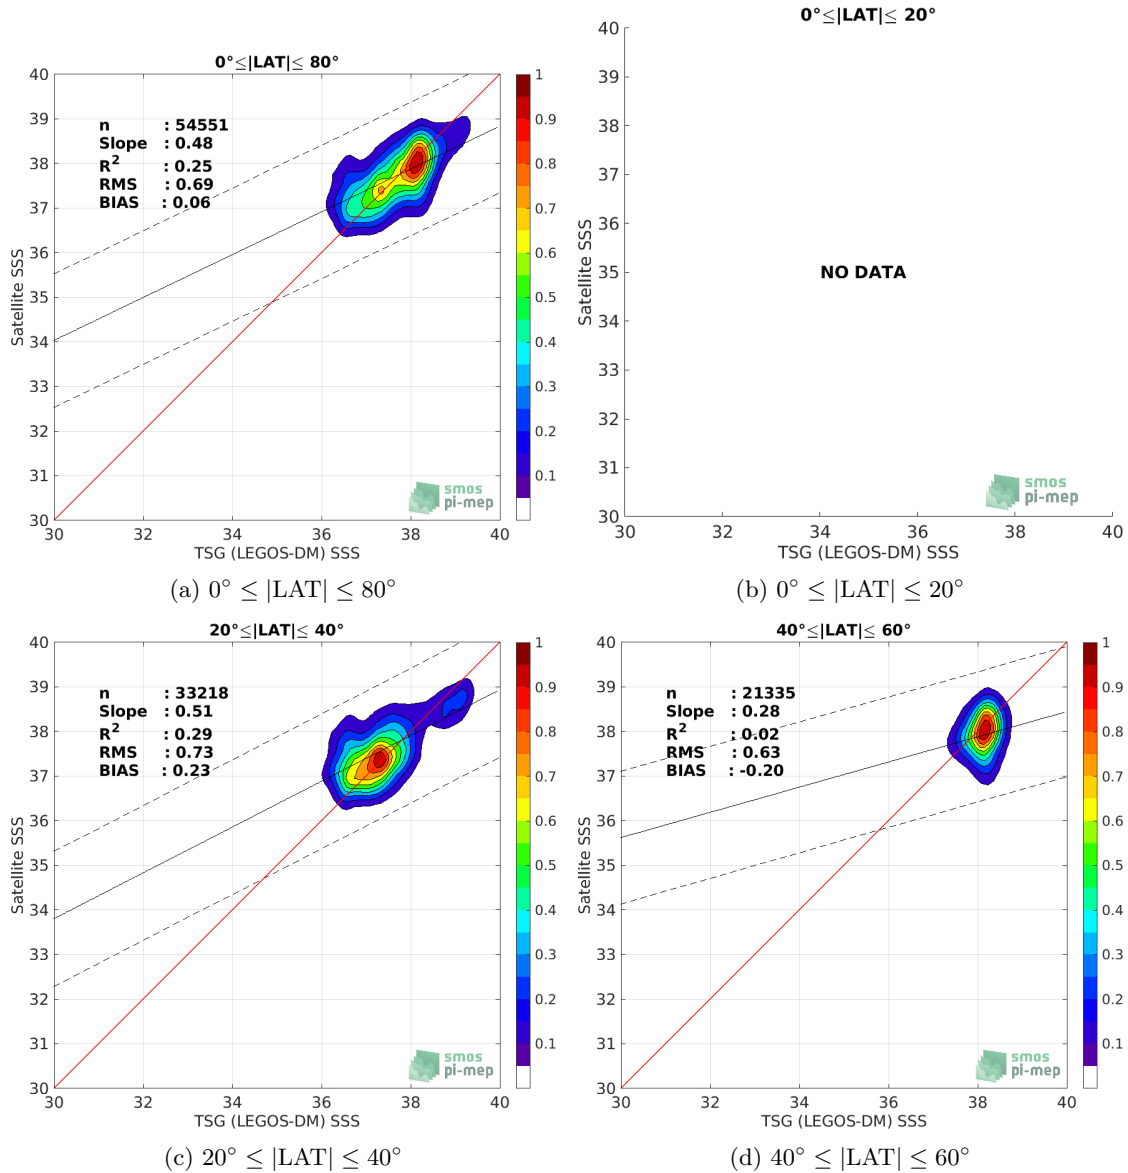 0°≤|LAT|≤ 80°
n : 54551
Slope : 0.48
R² : 0.25
RMS : 0.69
BIAS : 0.06
Satellite SSS
40
39
38
37
36
35
34
33
32
31
30
30 32 34 36 38 40
TSG (LEGOS-DM) SSS
1
0.9
0.8
0.7
0.6
0.5
0.4
0.3
0.2
0.1
smos
pi-mep
(a) 0° ≤ |LAT| ≤ 80°
0°≤|LAT|≤ 20°
NO DATA
Satellite SSS
40
39
38
37
36
35
34
33
32
31
30
30 32 34 36 38 40
TSG (LEGOS-DM) SSS
smos
pi-mep
(b) 0° ≤ |LAT| ≤ 20°
20°≤|LAT|≤ 40°
n : 33218
Slope : 0.51
R² : 0.29
RMS : 0.73
BIAS : 0.23
Satellite SSS
40
39
38
37
36
35
34
33
32
31
30
30 32 34 36 38 40
TSG (LEGOS-DM) SSS
1
0.9
0.8
0.7
0.6
0.5
0.4
0.3
0.2
0.1
smos
pi-mep
(c) 20° ≤ |LAT| ≤ 40°
40°≤|LAT|≤ 60°
n : 21335
Slope : 0.28
R² : 0.02
RMS : 0.63
BIAS : -0.20
Satellite SSS
40
39
38
37
36
35
34
33
32
31
30
30 32 34 36 38 40
TSG (LEGOS-DM) SSS
1
0.9
0.8
0.7
0.6
0.5
0.4
0.3
0.2
0.1
smos
pi-mep
(d) 40° ≤ |LAT| ≤ 60°